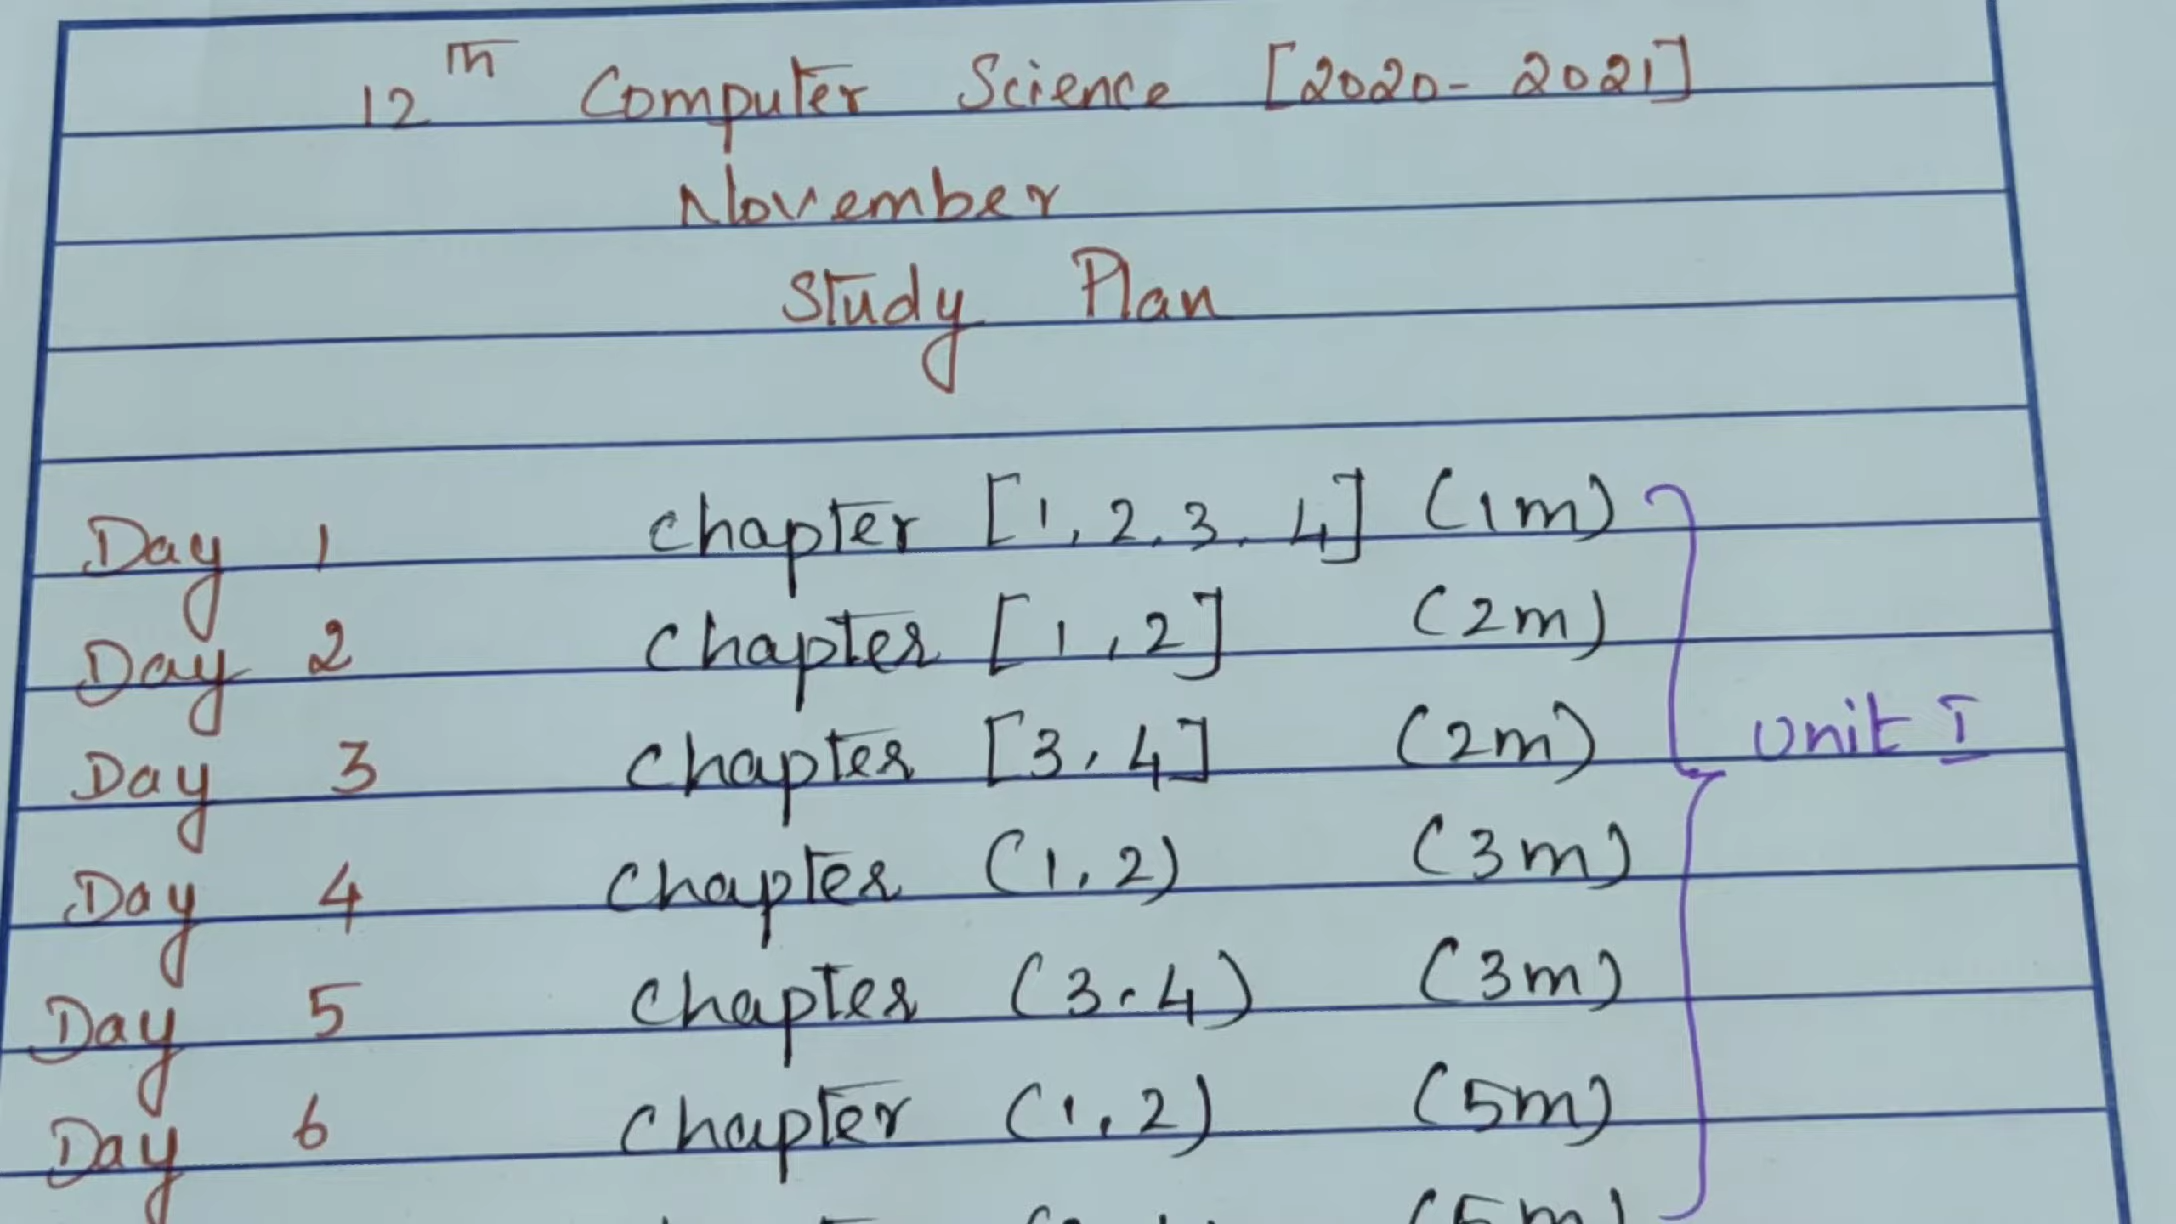 12th Computer Science [2020-2021]
November
Study Plan
Day 1 chapter [1, 2, 3, 4] (1m)
Day 2 chapter [1, 2] (2m)
Day 3 chapter [3, 4] (2m)
Unit I
Day 4 chapter (1, 2) (3m)
Day 5 chapter (3, 4) (3m)
Day 6 chapter (1, 2) (5m)
(5m)